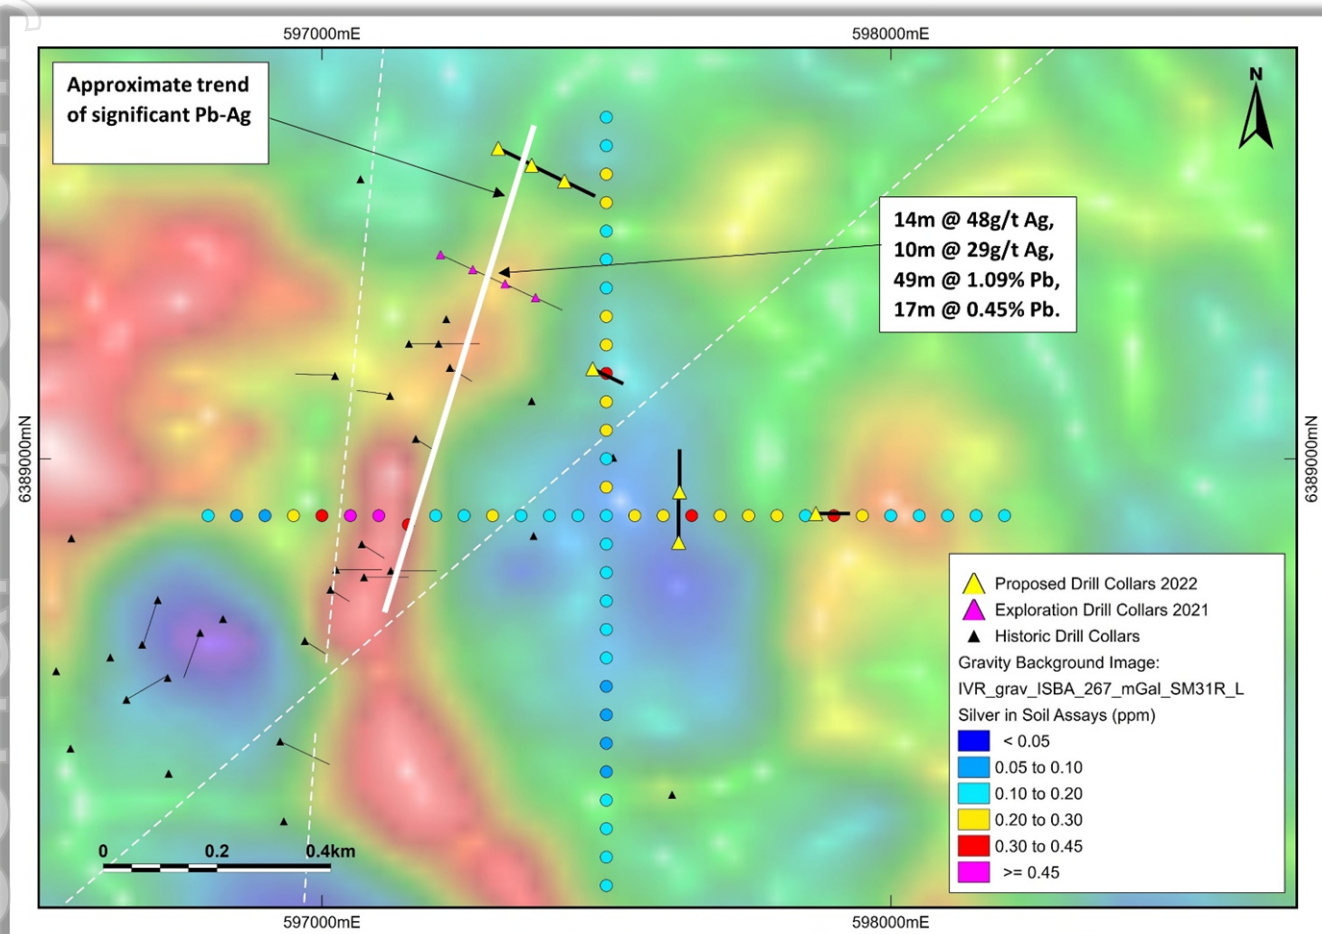 597000mE
598000mE
Approximate trend
of significant Pb-Ag
N
14m @ 48g/t Ag,
10m @ 29g/t Ag,
49m @ 1.09% Pb,
17m @ 0.45% Pb.
6389000mN
6389000mN
Proposed Drill Collars 2022
Exploration Drill Collars 2021
Historic Drill Collars
Gravity Background Image:
IVR_grav_ISBA_267_mGal_SM31R_L
Silver in Soil Assays (ppm)
< 0.05
0.05 to 0.10
0.10 to 0.20
0.20 to 0.30
0.30 to 0.45
>= 0.45
0 0.2 0.4km
597000mE
598000mE